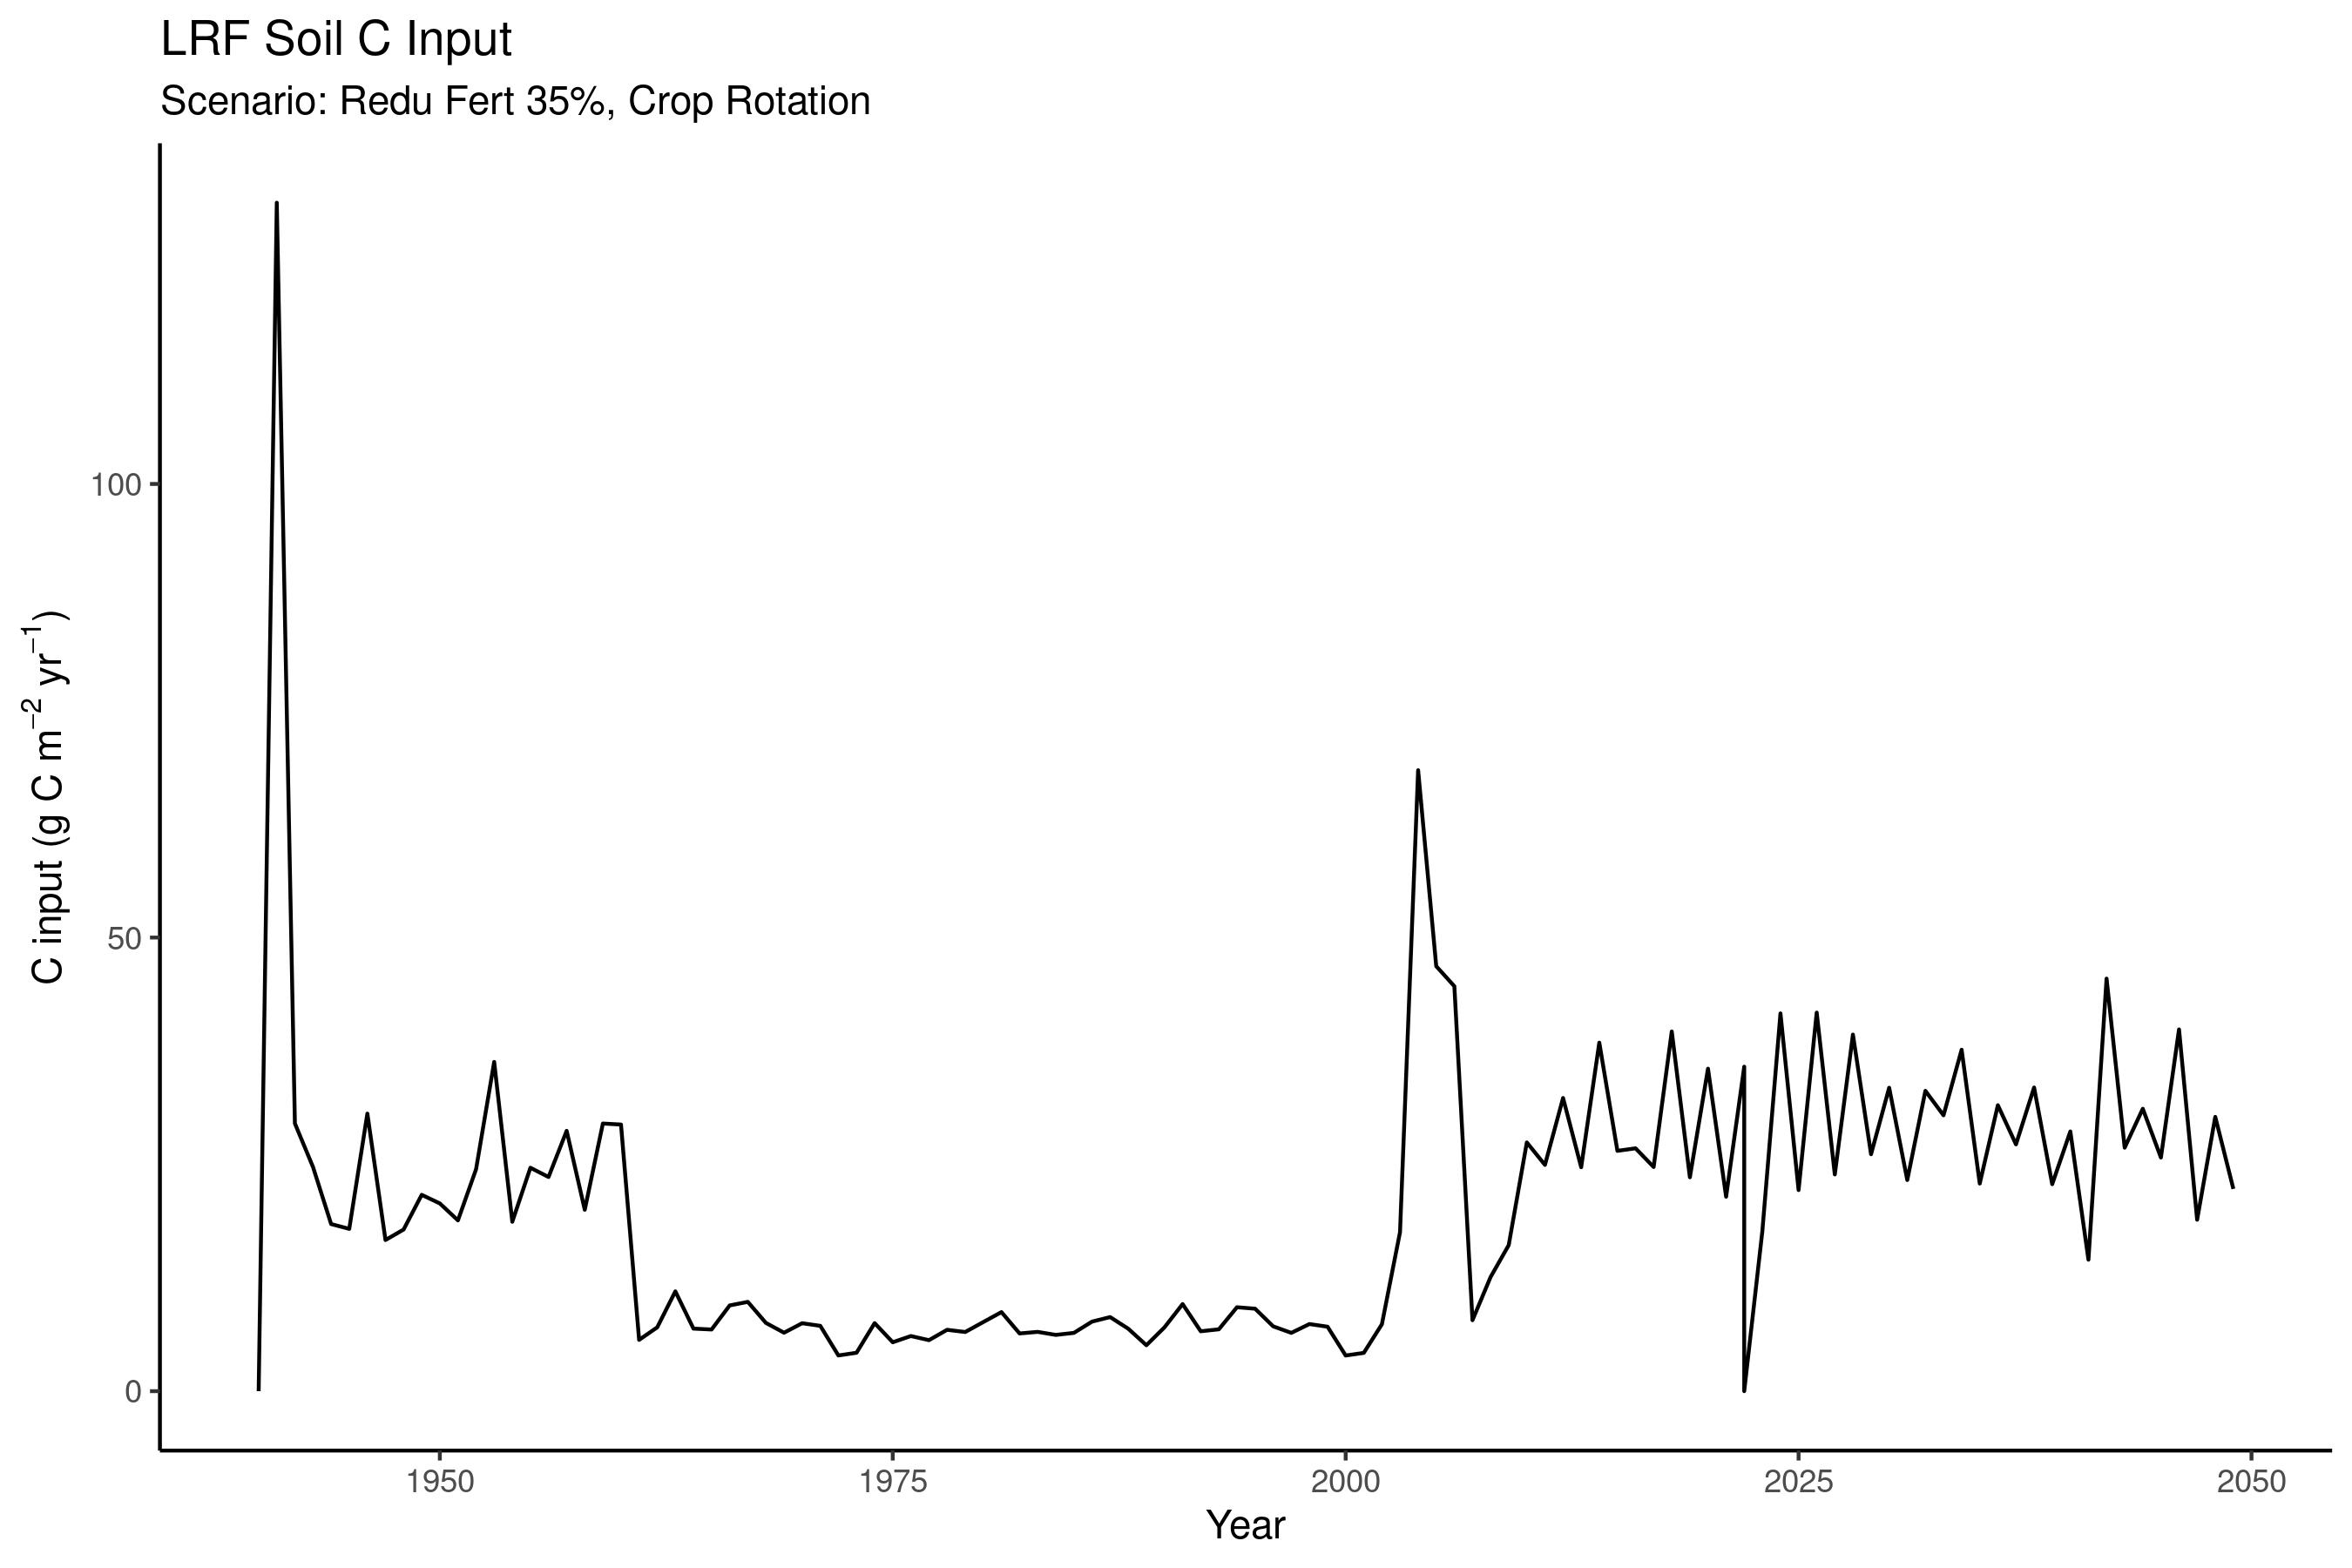 LRF Soil C Input
Scenario: Redu Fert 35%, Crop Rotation
C input (g C m⁻² yr⁻¹)
100
50
0
1950 1975 2000 2025 2050
Year